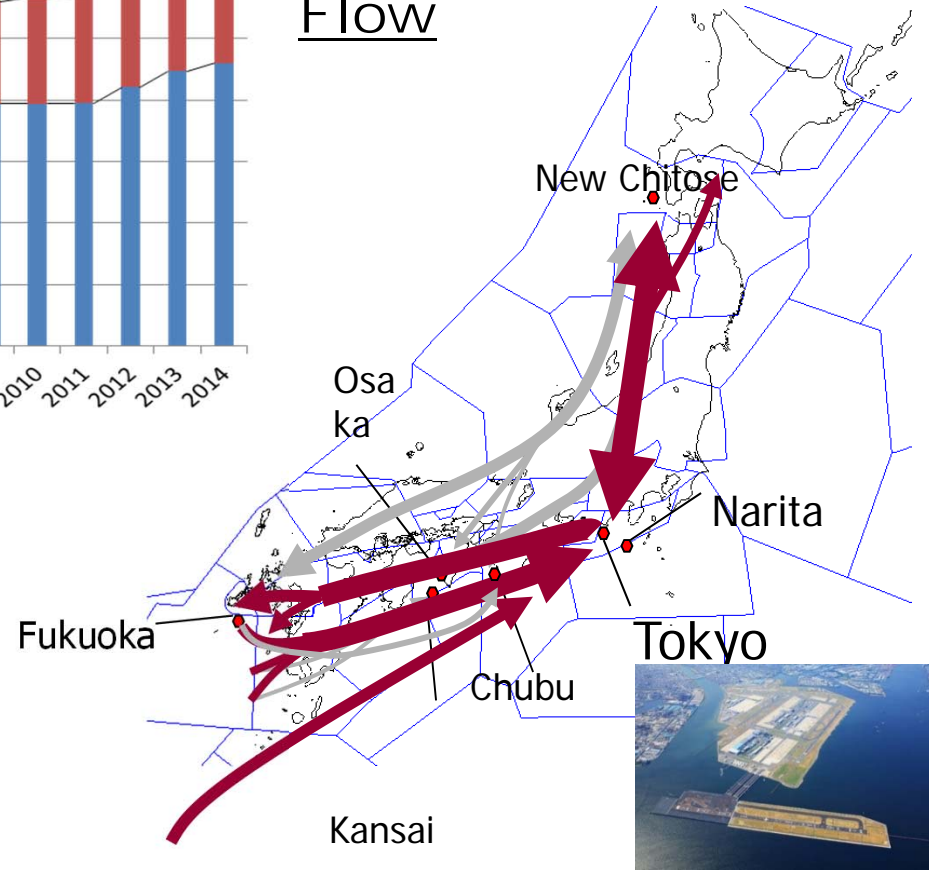 Flow
2010
2011
2012
2013
2014
New Chitose
Osa
ka
Narita
Fukuoka
Tokyo
Chubu
Kansai